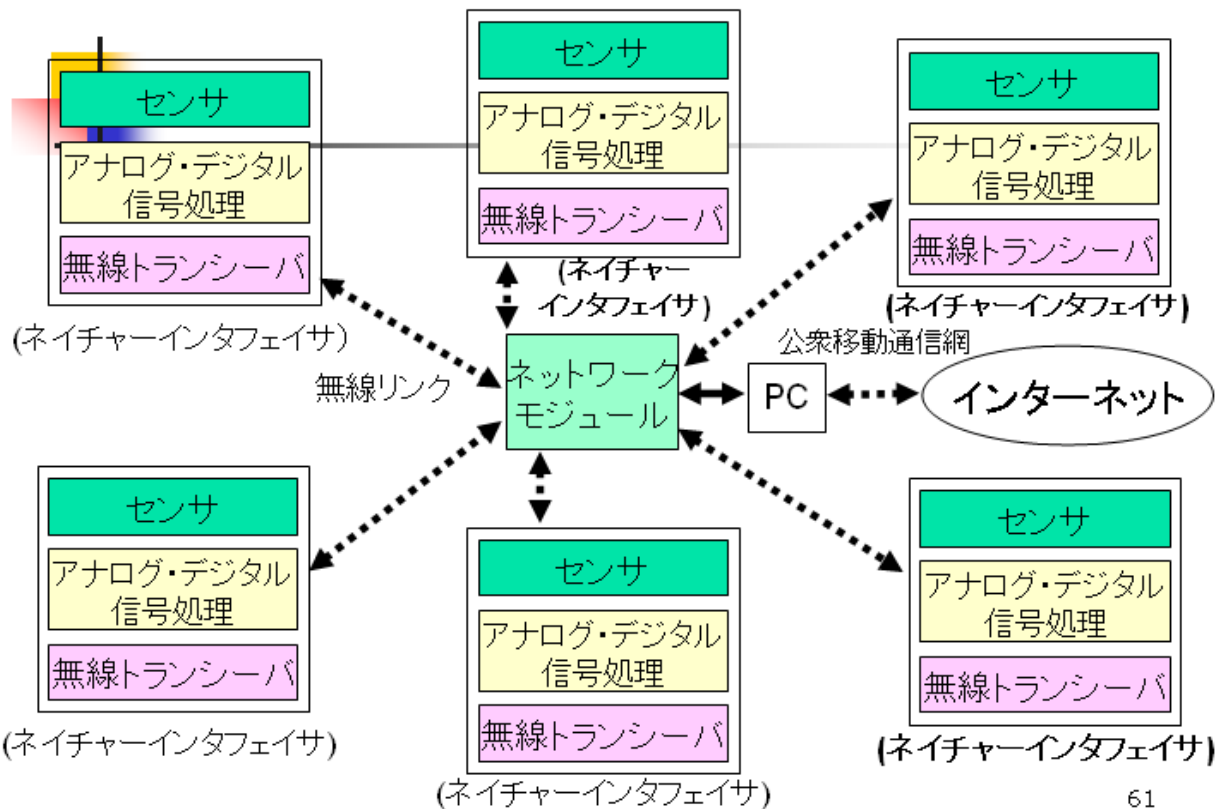 センサ
アナログ・デジタル
信号処理
無線トランシーバ
(ネイチャーインタフェイサ)
センサ
アナログ・デジタル
信号処理
無線トランシーバ
(ネイチャー
インタフェイサ)
センサ
アナログ・デジタル
信号処理
無線トランシーバ
(ネイチャーインタフェイサ)
無線リンク
ネットワーク
モジュール
PC
公衆移動通信網
インターネット
センサ
アナログ・デジタル
信号処理
無線トランシーバ
(ネイチャーインタフェイサ)
センサ
アナログ・デジタル
信号処理
無線トランシーバ
(ネイチャーインタフェイサ)
センサ
アナログ・デジタル
信号処理
無線トランシーバ
(ネイチャーインタフェイサ)
61